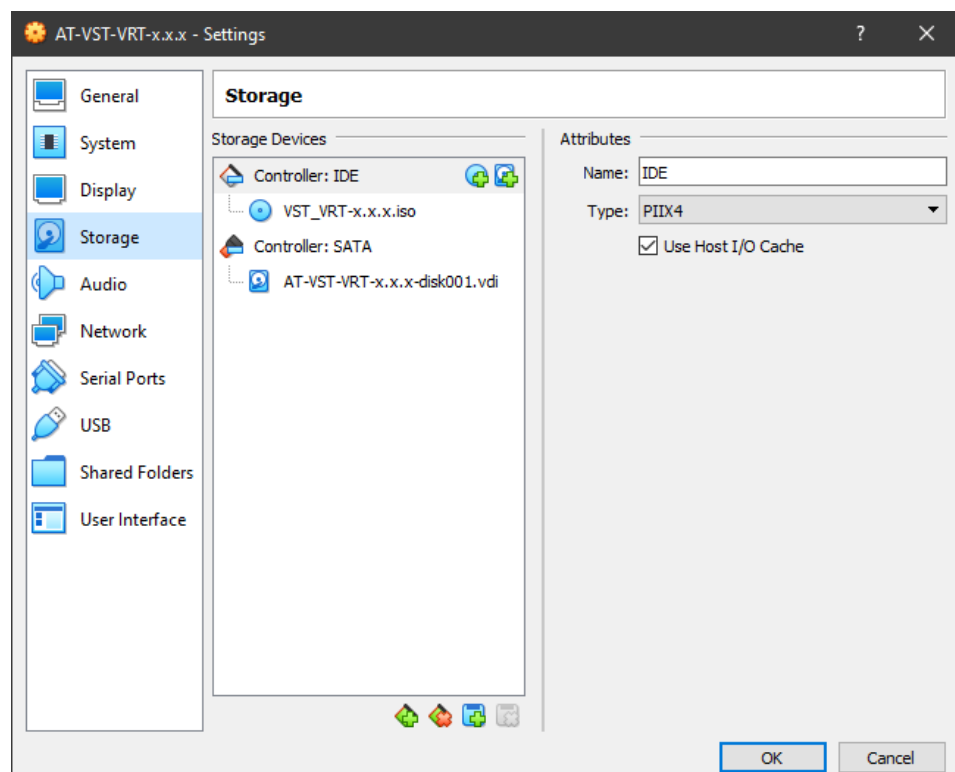 AT-VST-VRT-x.x.x - Settings
?
General
System
Display
Storage
Audio
Network
Serial Ports
USB
Shared Folders
User Interface
Storage
Storage Devices
Controller: IDE
VST_VRT-x.x.x.iso
Controller: SATA
AT-VST-VRT-x.x.x-disk001.vdi
Attributes
Name: IDE
Type: PIIX4
Use Host I/O Cache
OK
Cancel